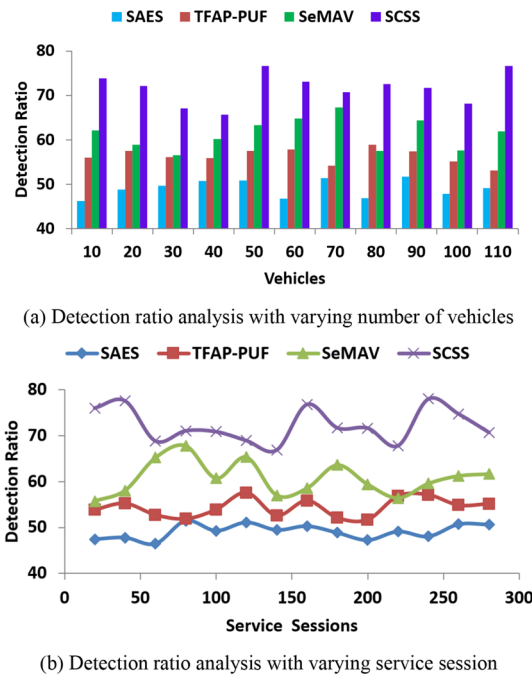 SAES TFAP-PUF SeMAV SCSS
80
70
60
50
40
Detection Ratio
10 20 30 40 50 60 70 80 90 100 110
Vehicles
(a) Detection ratio analysis with varying number of vehicles
SAES TFAP-PUF SeMAV SCSS
80
70
60
50
40
Detection Ratio
0 50 100 150 200 250 300
Service Sessions
(b) Detection ratio analysis with varying service session